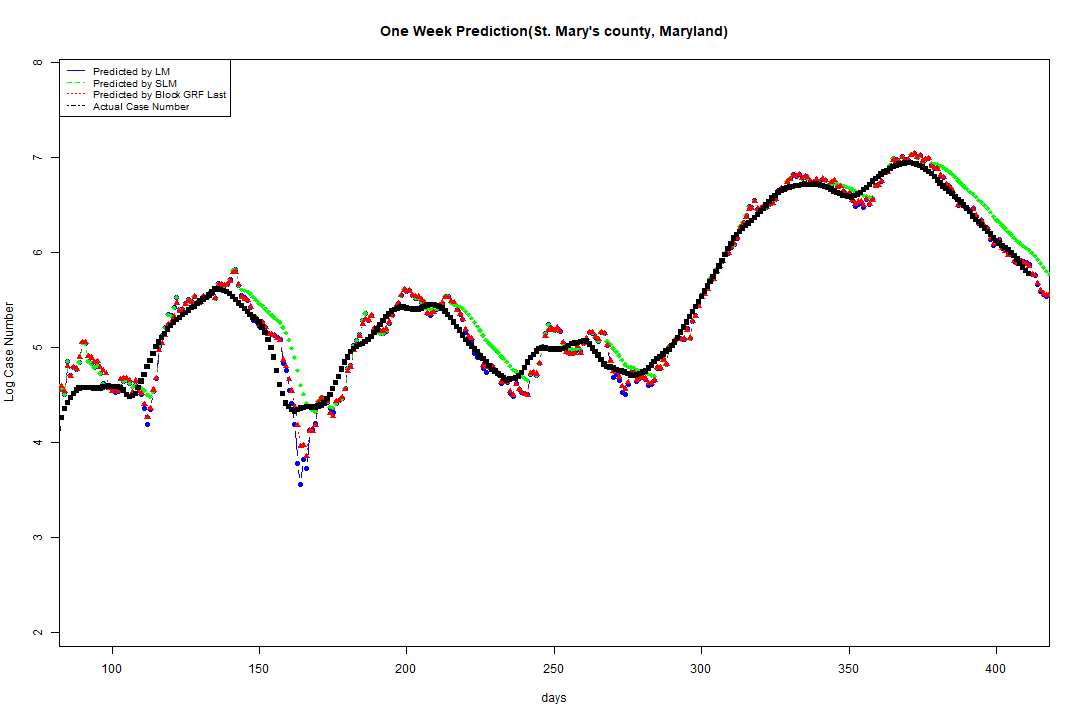 One Week Prediction(St. Mary's county, Maryland)
Predicted by LM
Predicted by SLM
Predicted by Block GRF Last
Actual Case Number
8
7
6
5
4
3
2
Log Case Number
100 150 200 250 300 350 400
days